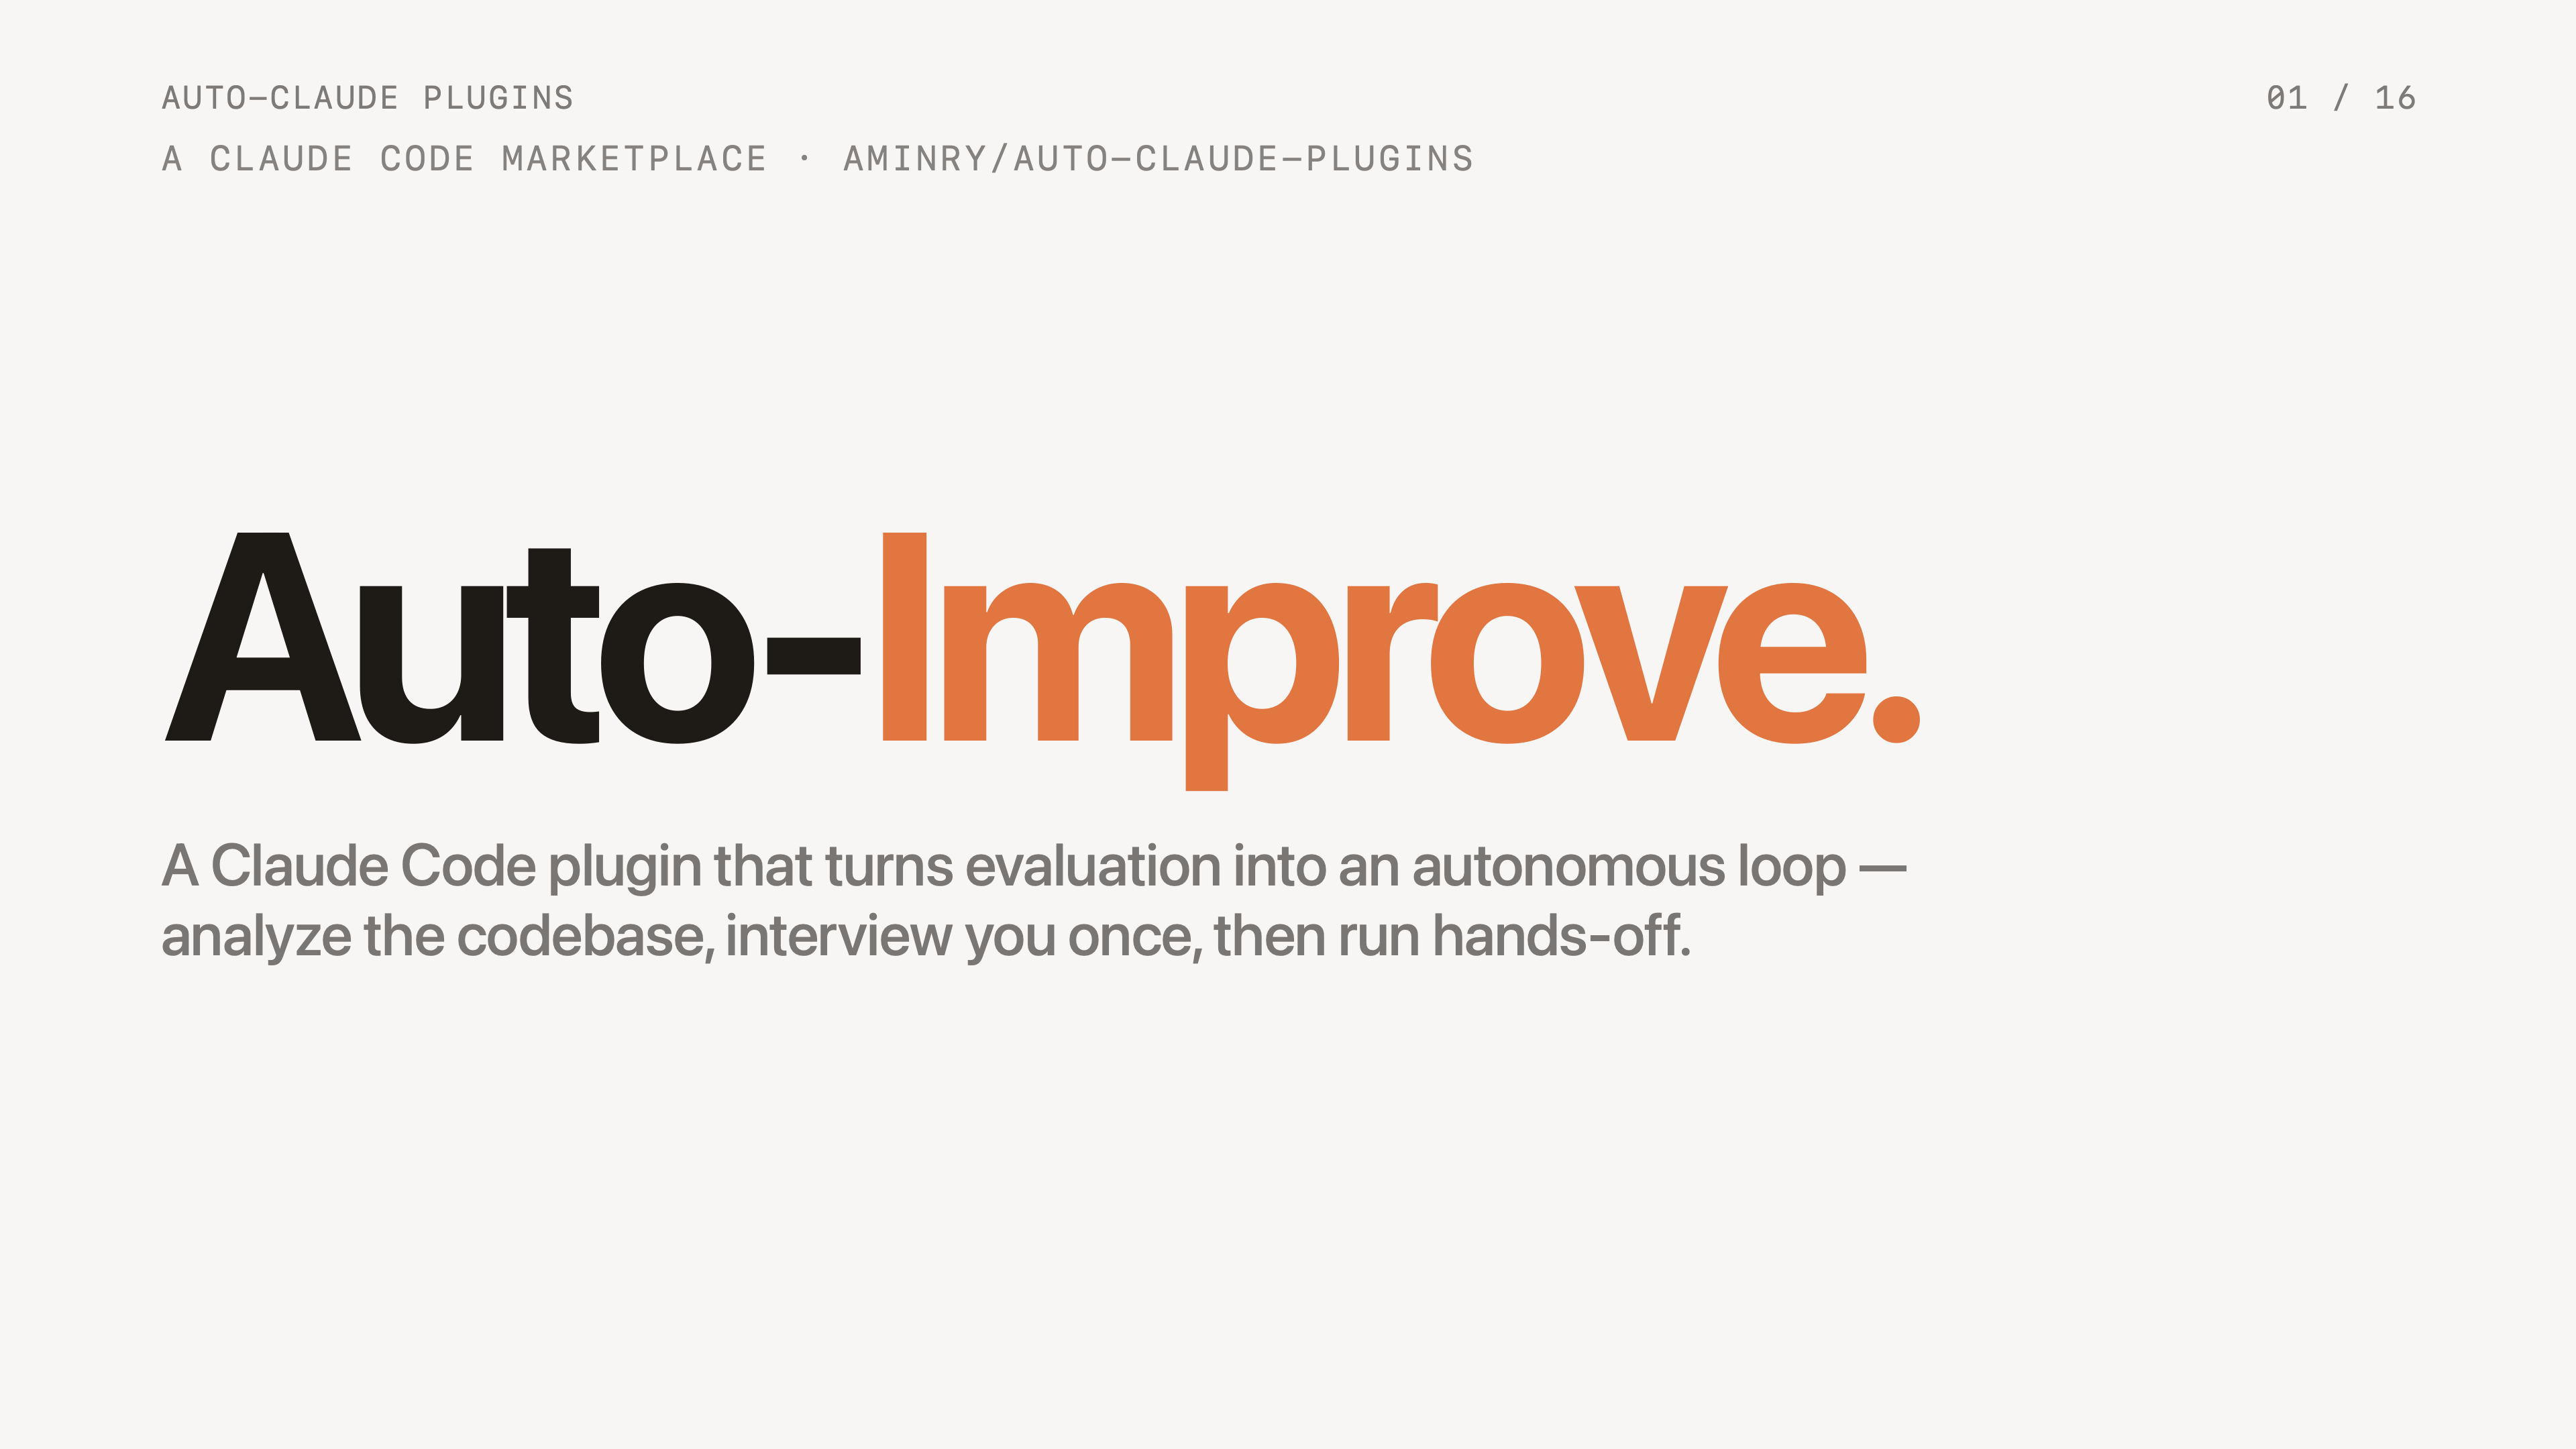 AUTO—CLAUDE PLUGINS
01 / 16
A CLAUDE CODE MARKETPLACE · AMINRY/AUTO—CLAUDE—PLUGINS
Auto-Improve.
A Claude Code plugin that turns evaluation into an autonomous loop —
analyze the codebase, interview you once, then run hands-off.